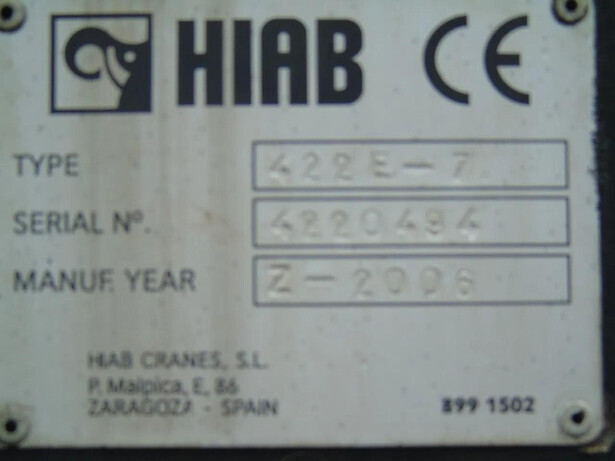 HIAB CE
TYPE 422E-7
SERIAL Nº. 4220494
MANUF. YEAR Z-2006
HIAB CRANES, S.L.
P. Malpica, E, 86
ZARAGOZA - SPAIN
899 1502